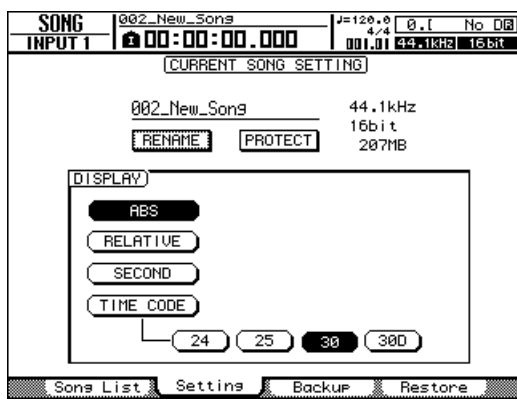 SONG
INPUT 1
002_New_Song
00:00:00.000
♩=120.0
4/4
001.01
0.[ No D
44.1kHz 16bit
CURRENT SONG SETTING
002_New_Song
44.1kHz
16bit
207MB
RENAME PROTECT
DISPLAY
ABS
RELATIVE
SECOND
TIME CODE
24 25 30 30D
Song List Setting Backup Restore